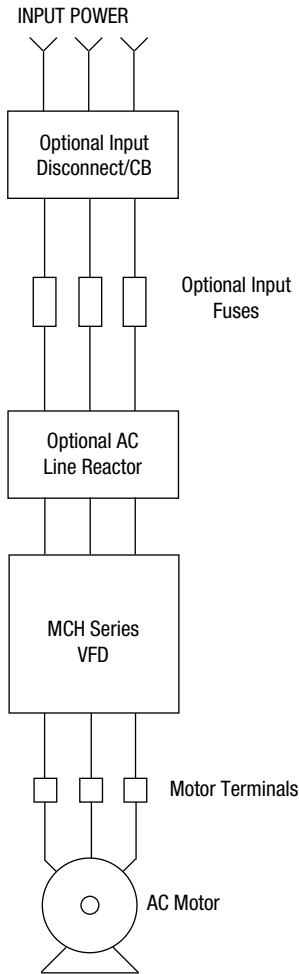 INPUT POWER
Optional Input
Disconnect/CB
Optional Input
Fuses
Optional AC
Line Reactor
MCH Series
VFD
Motor Terminals
AC Motor